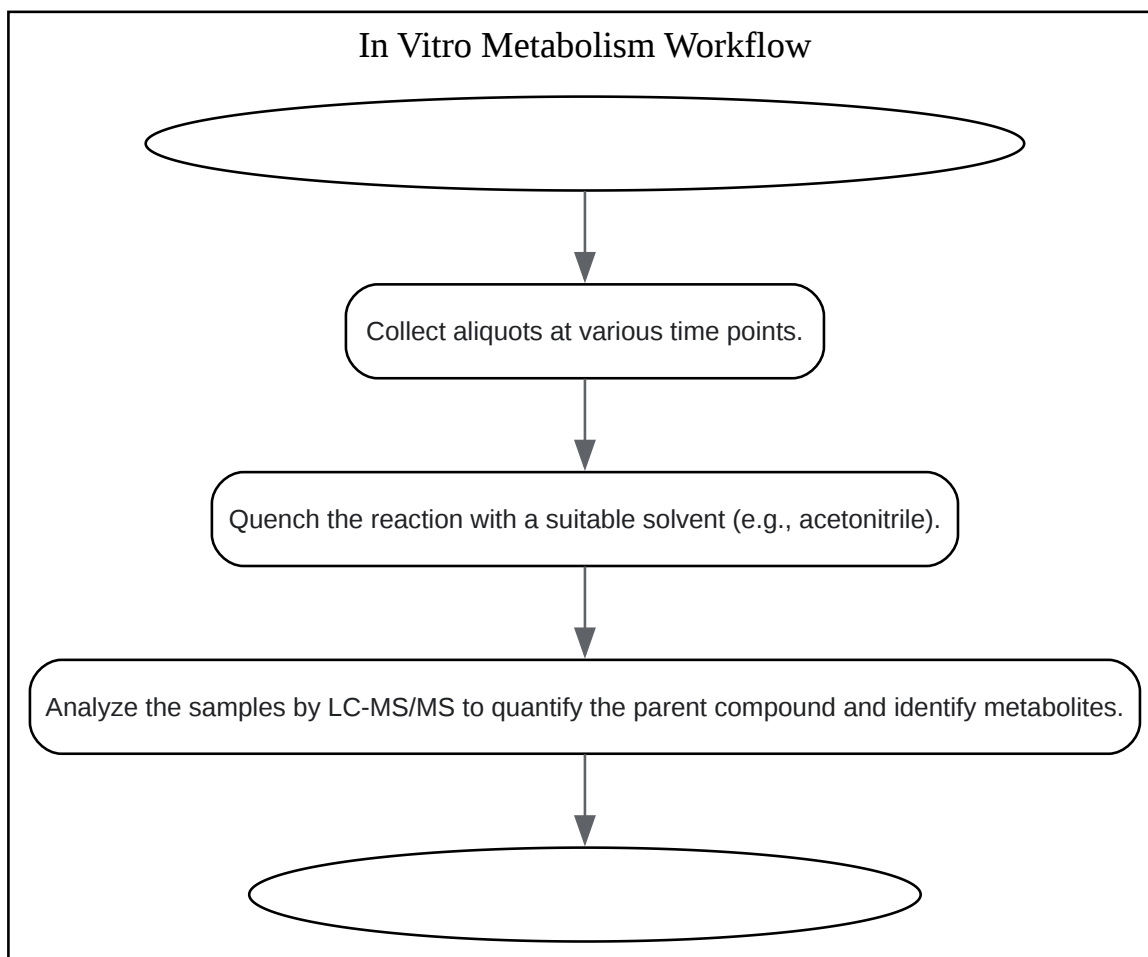 In Vitro Metabolism Workflow
Collect aliquots at various time points.
Quench the reaction with a suitable solvent (e.g., acetonitrile).
Analyze the samples by LC-MS/MS to quantify the parent compound and identify metabolites.